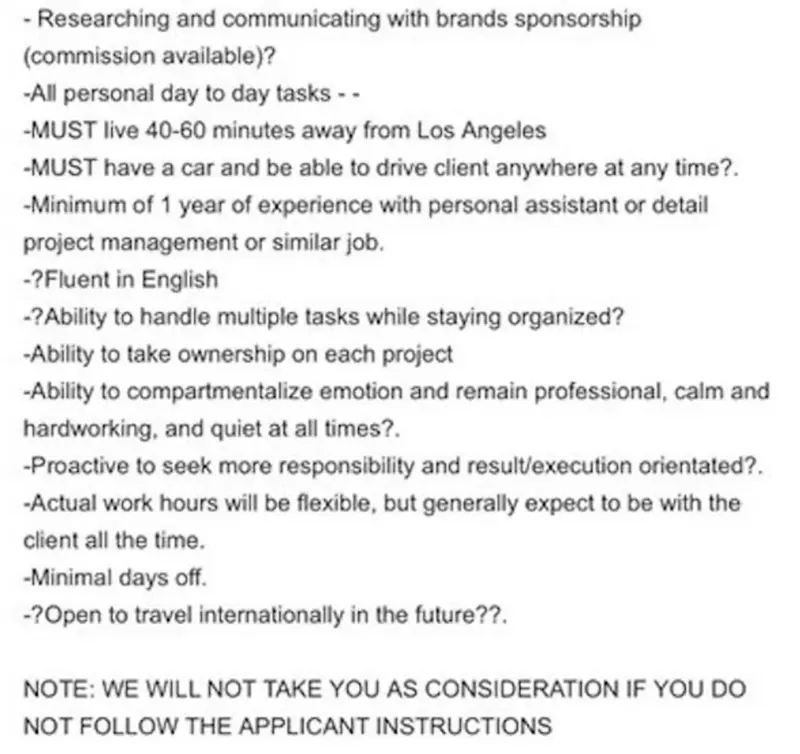 - Researching and communicating with brands sponsorship
(commission available)?
-All personal day to day tasks - -
-MUST live 40-60 minutes away from Los Angeles
-MUST have a car and be able to drive client anywhere at any time?.
-Minimum of 1 year of experience with personal assistant or detail
project management or similar job.
-?Fluent in English
-?Ability to handle multiple tasks while staying organized?
-Ability to take ownership on each project
-Ability to compartmentalize emotion and remain professional, calm and
hardworking, and quiet at all times?.
-Proactive to seek more responsibility and result/execution orientated?.
-Actual work hours will be flexible, but generally expect to be with the
client all the time.
-Minimal days off.
-?Open to travel internationally in the future??.
NOTE: WE WILL NOT TAKE YOU AS CONSIDERATION IF YOU DO
NOT FOLLOW THE APPLICANT INSTRUCTIONS